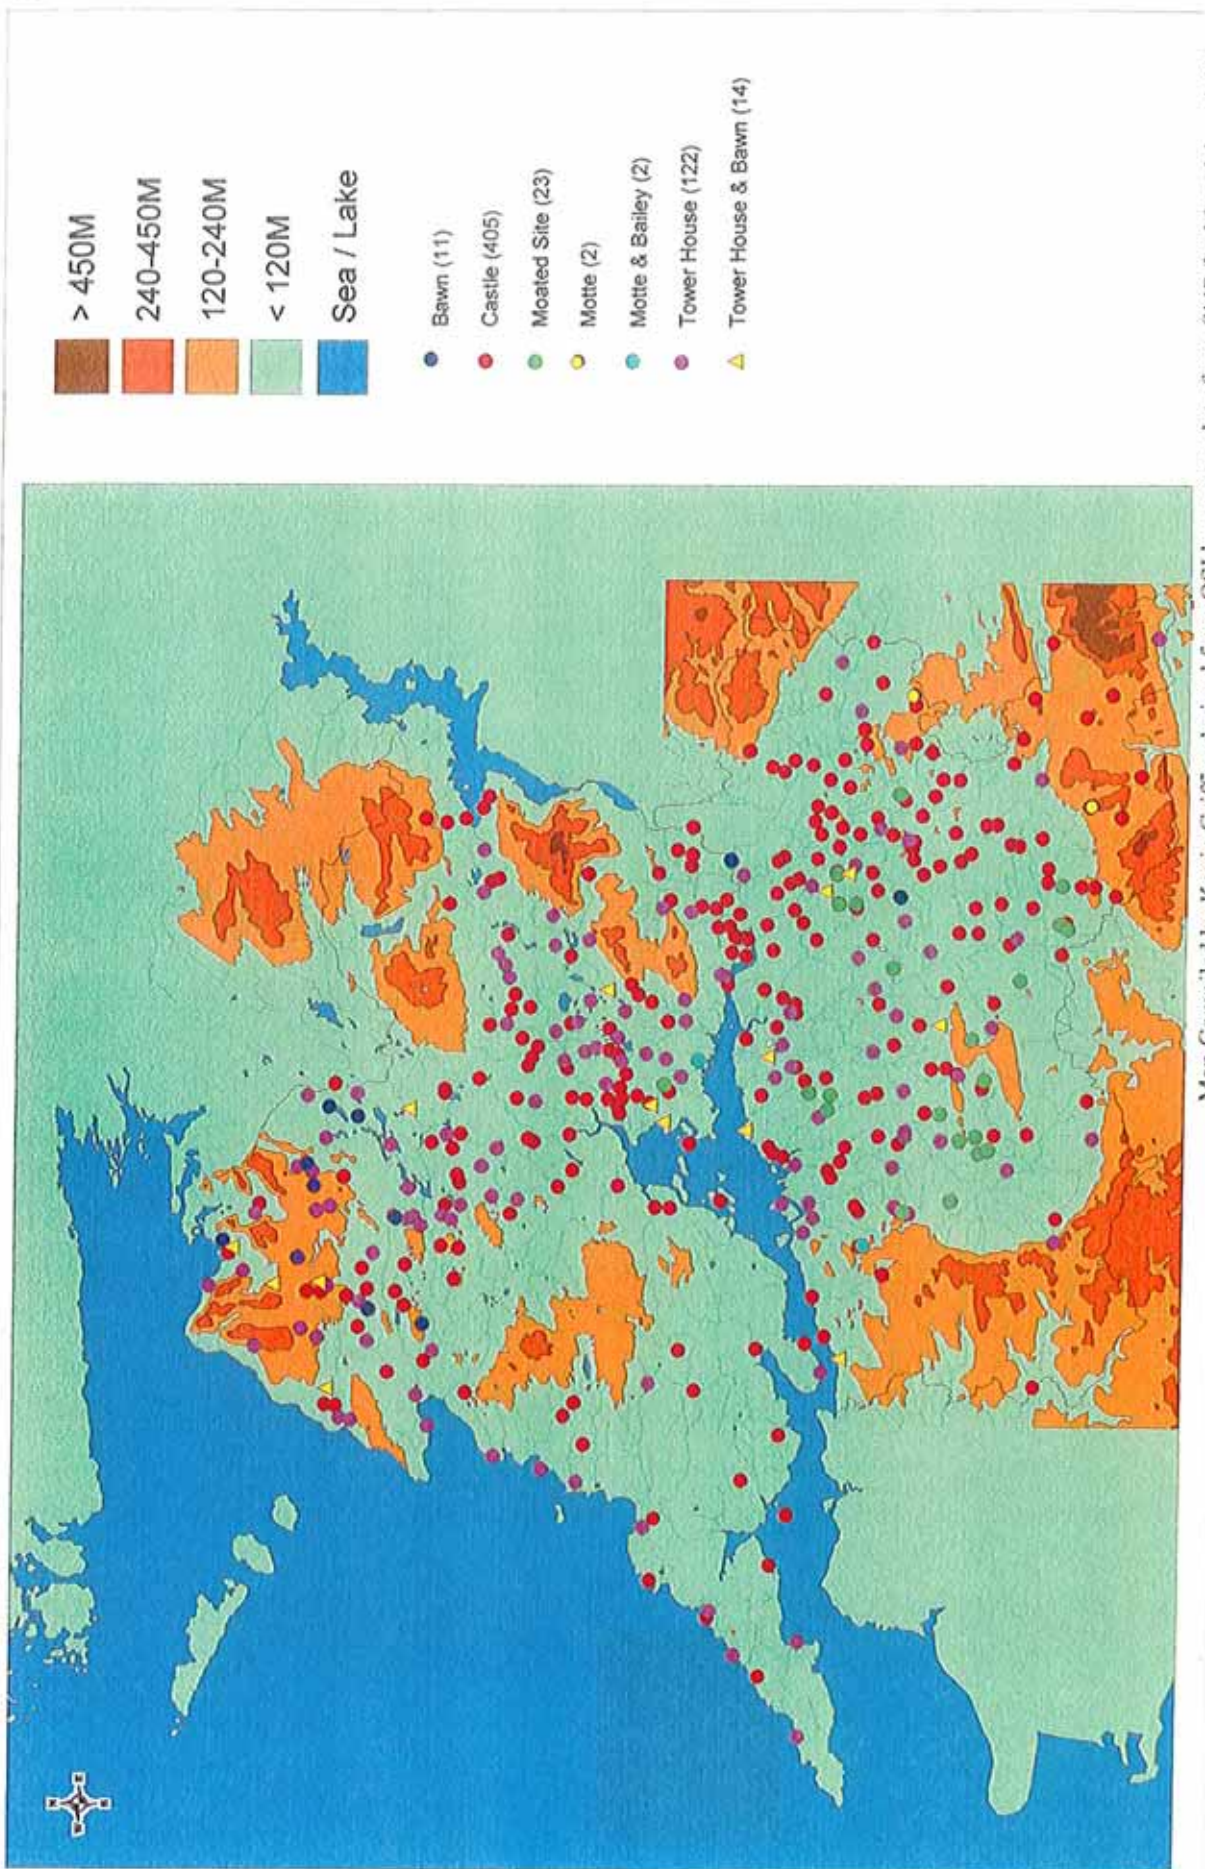 > 450M
240-450M
120-240M
< 120M
Sea / Lake
Bawn (11)
Castle (405)
Moated Site (23)
Motte (2)
Motte & Bailey (2)
Tower House (122)
Tower House & Bawn (14)